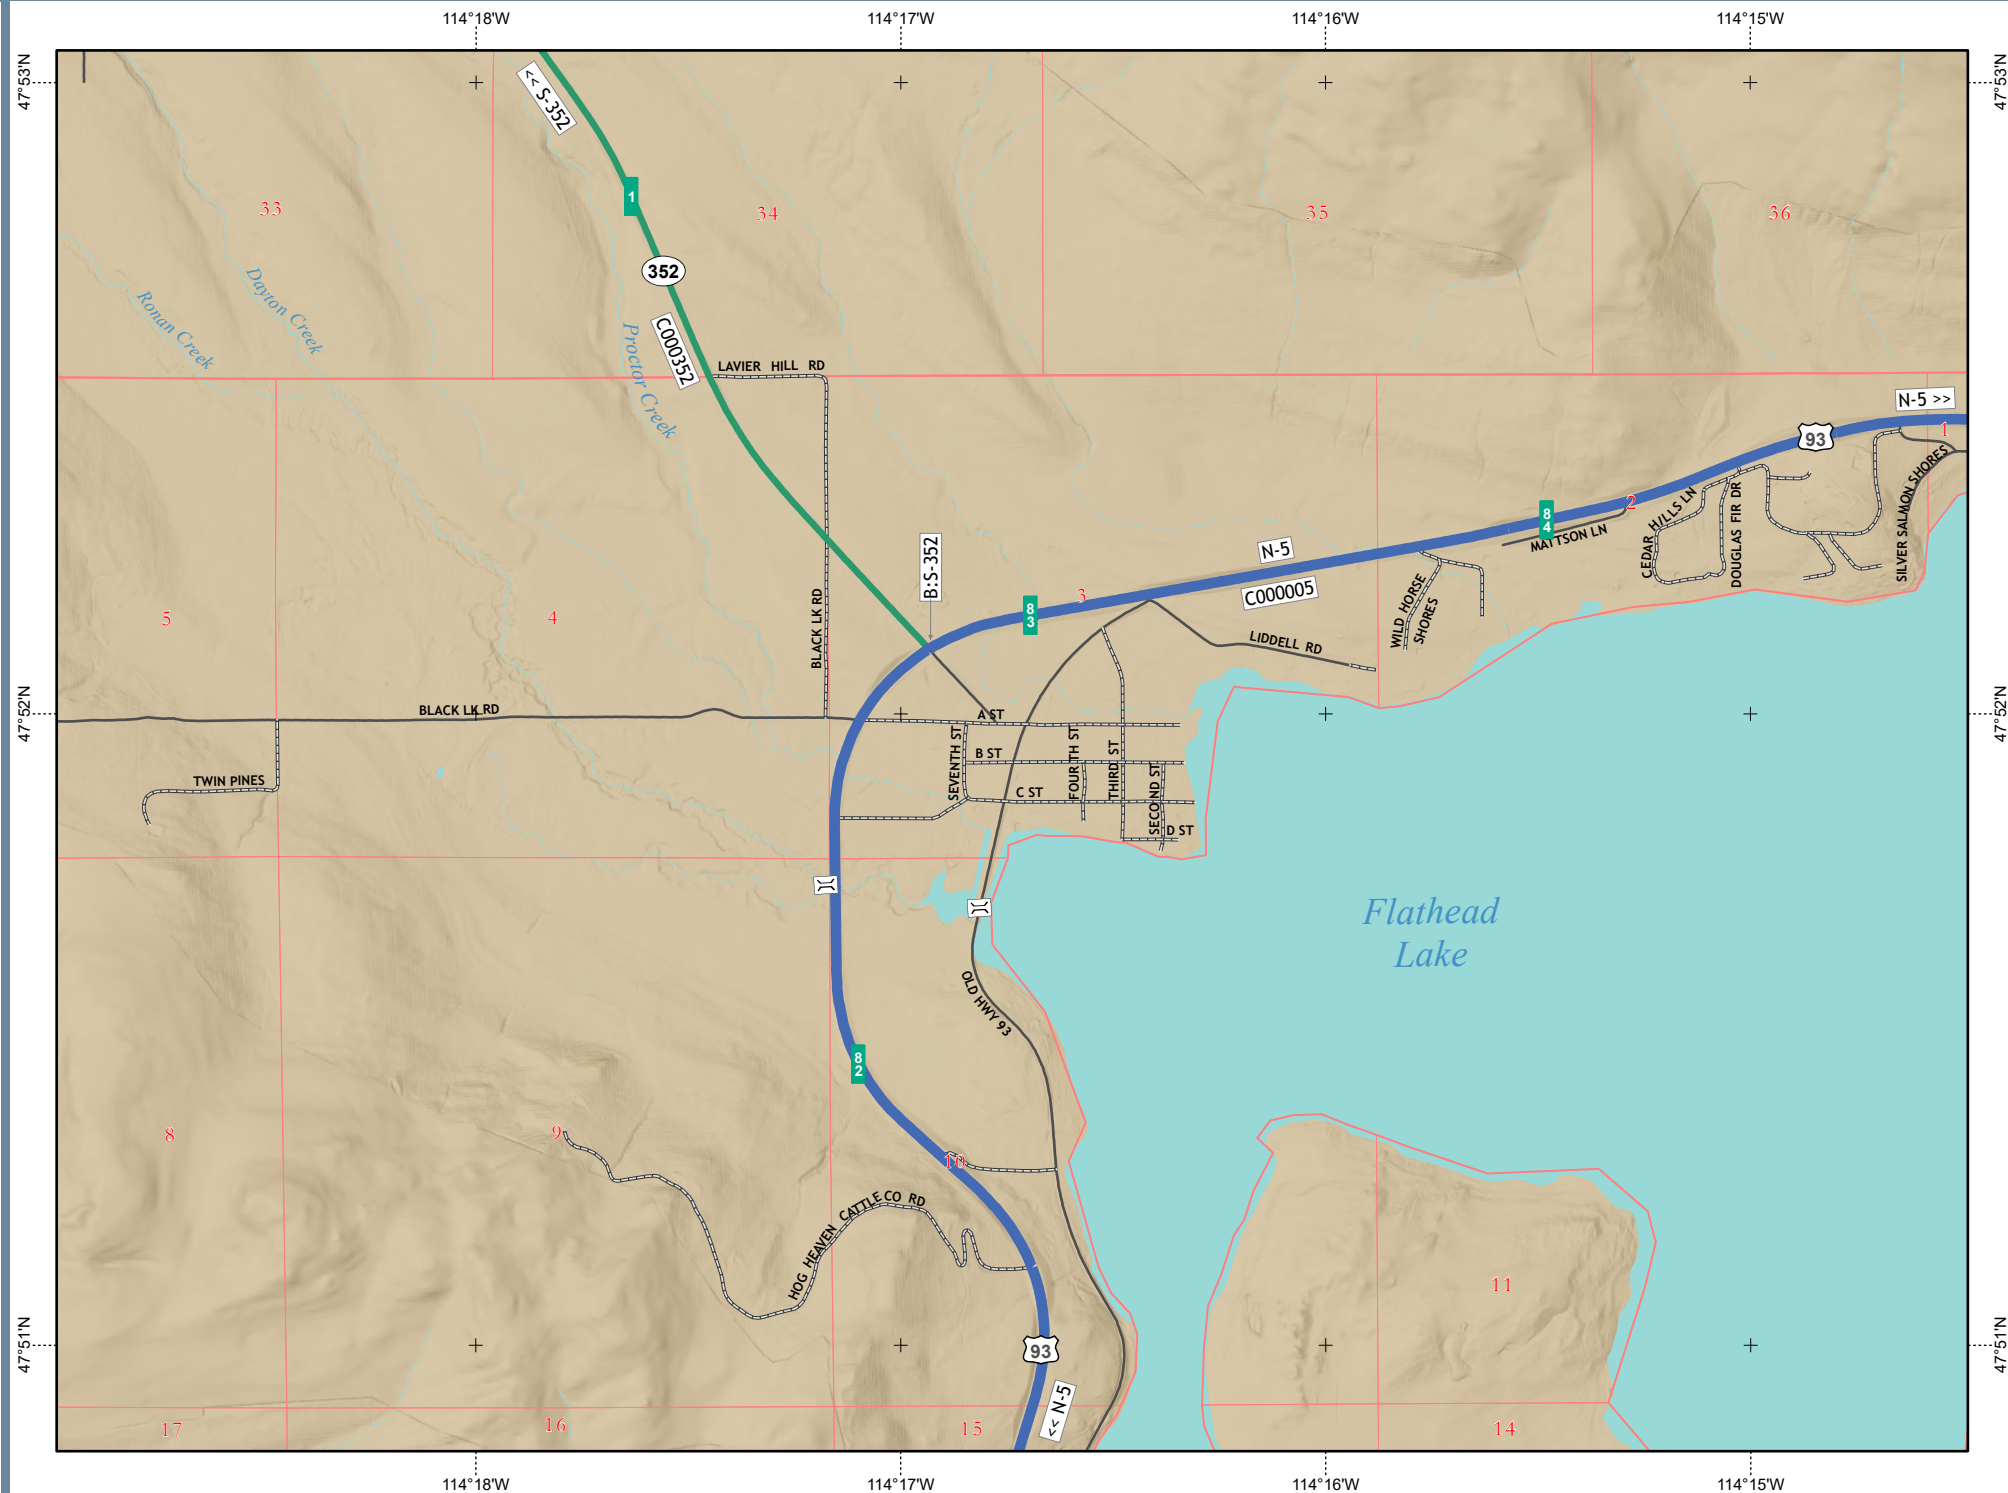 114°18'W
114°17'W
114°16'W
114°15'W
47°53'N
47°53'N
<< S-352
1
33
34
35
36
352
Dayton Creek
Ronan Creek
Proctor Creek
C000352
LAVIER HILL RD
N-5 >>
93
1
SILVER SALMON SHORES
2
8
4
MATTSON LN
CEDAR HILLS LN
DOUGLAS FIR DR
B:S-352
N-5
C000005
3
8
3
WILD HORSE
SHORES
LIDDELL RD
5
4
BLACK LK RD
47°52'N
47°52'N
BLACK LK RD
A ST
B ST
C ST
D ST
SEVENTH ST
FOURTH ST
THIRD ST
SECOND ST
TWIN PINES
Flathead
Lake
OLD HWY 93
8
2
8
9
10
HOG HEAVEN CATTLE CO RD
11
93
<< N-5
47°51'N
47°51'N
17
16
15
14
114°18'W
114°17'W
114°16'W
114°15'W